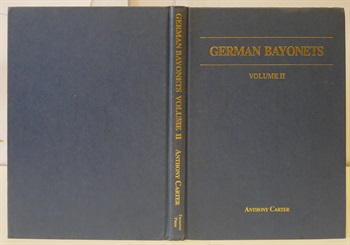 GERMAN BAYONETS VOLUME II ANTHONY CARTER
GERMAN BAYONETS
VOLUME II
ANTHONY CARTER